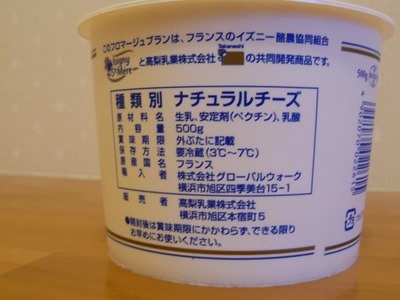 このフロマージュブランは、フランスのイズニー酪農協同組合
Isigny Ste Mère と高梨乳業株式会社 Takanashi の共同開発商品です。
種類別 ナチュラルチーズ
原材料名 生乳、安定剤(ペクチン)、乳酸
内容量 500g
賞味期限 外ぶたに記載
保存方法 要冷蔵(3℃~7℃)
原産国名 フランス
輸入者 株式会社グローバルウォーク
横浜市旭区四季美台15-1
販売者 高梨乳業株式会社
横浜市旭区本宿町5
●開封後は賞味期限にかかわらず、できる限り
お早めにお使いください。
500g